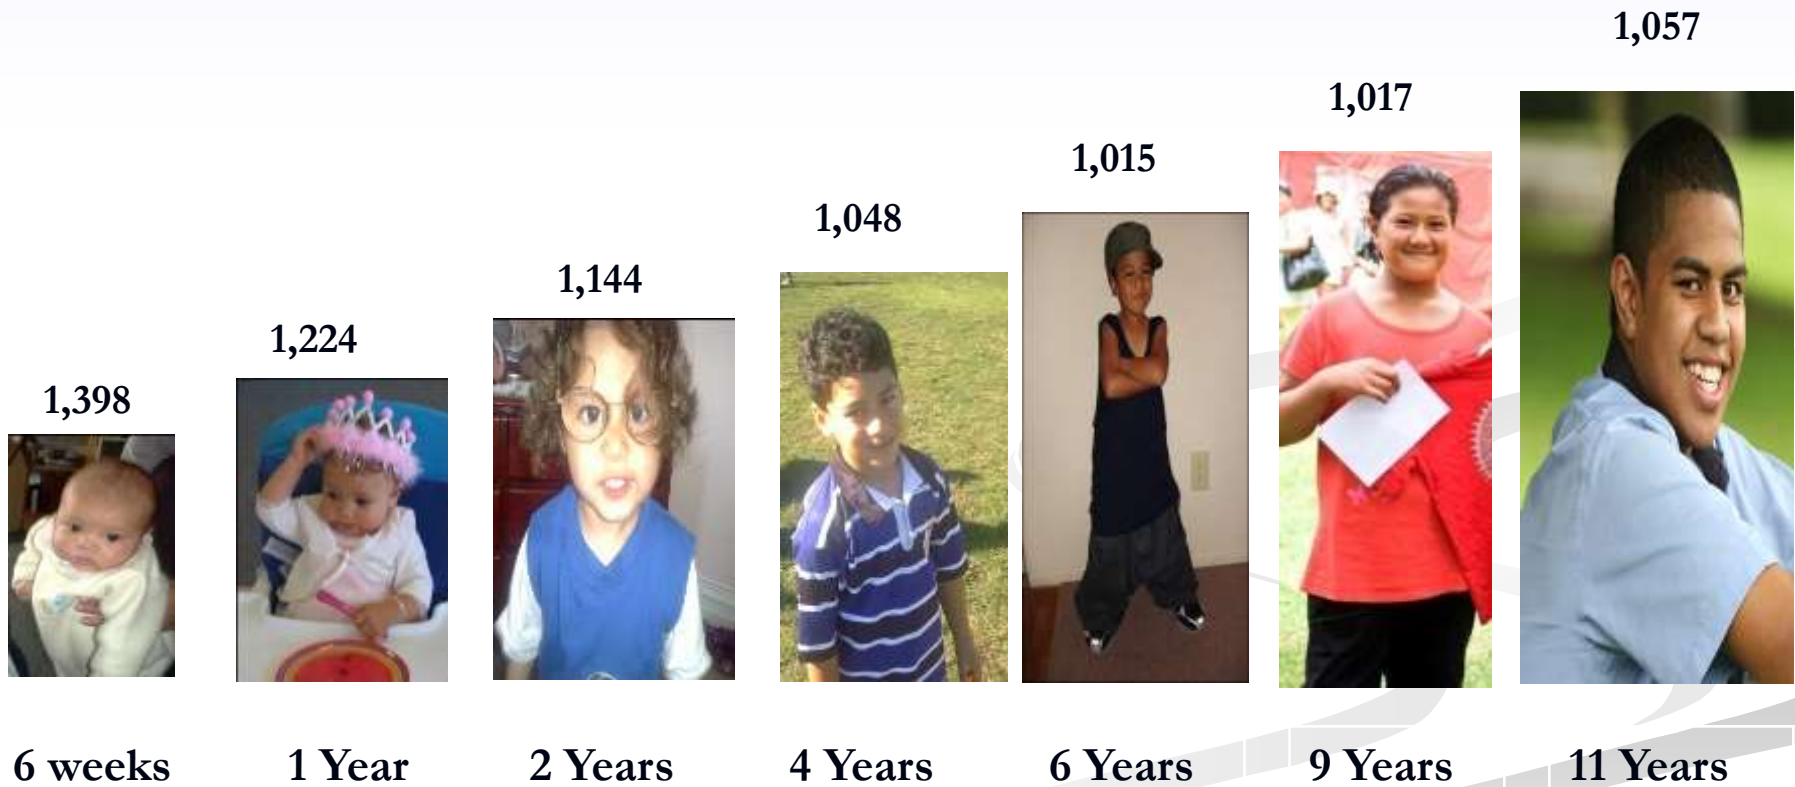 1,057
1,017
1,015
1,048
1,144
1,224
1,398
6 weeks
1 Year
2 Years
4 Years
6 Years
9 Years
11 Years